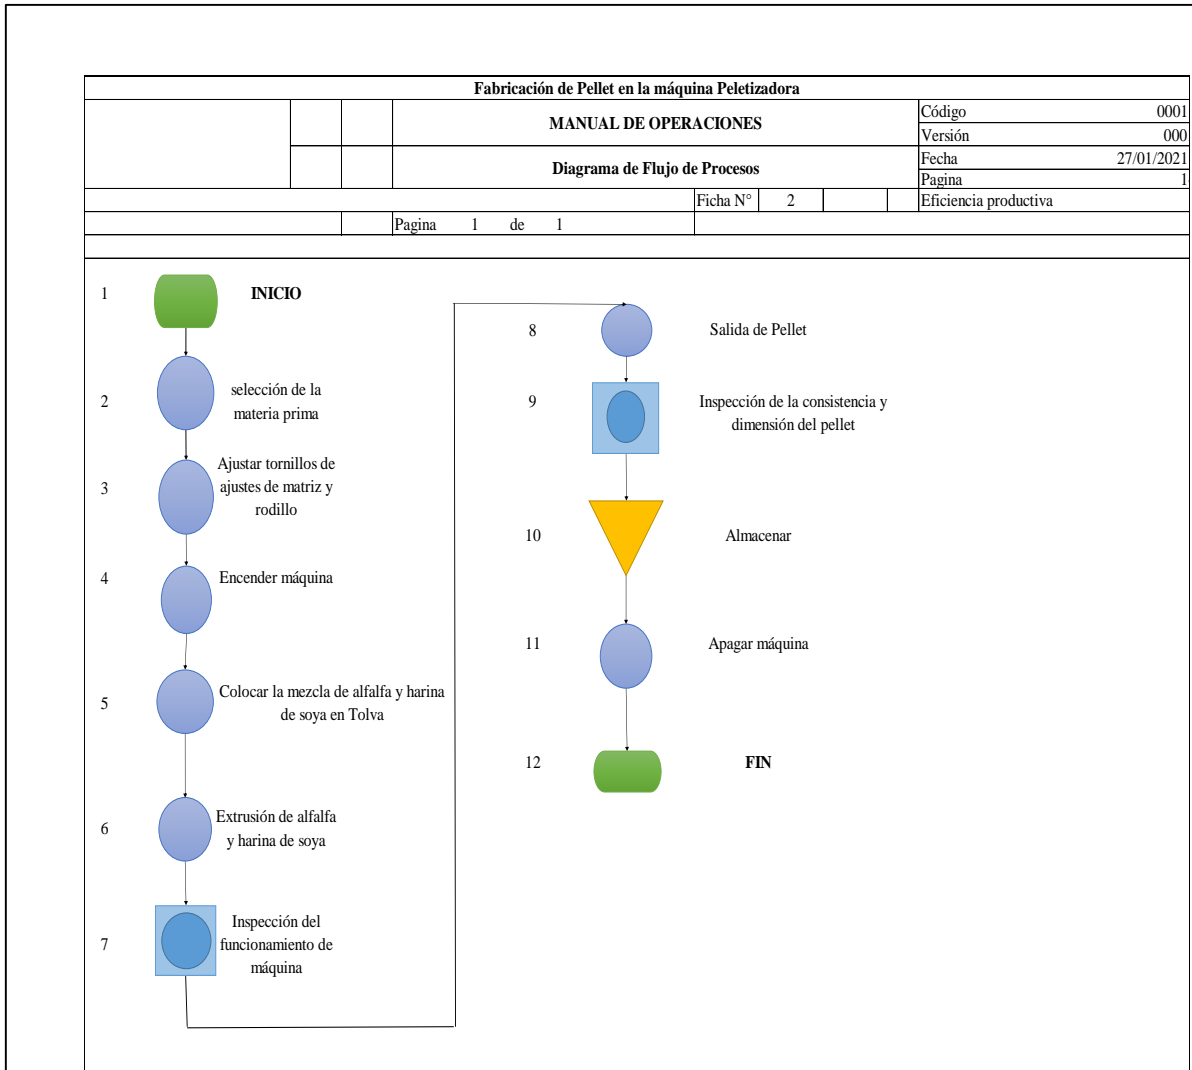 Fabricación de Pellet en la máquina Peletizadora
MANUAL DE OPERACIONES
Código 0001
Versión 000
Diagrama de Flujo de Procesos
Fecha 27/01/2021
Pagina 1
Ficha N° 2
Eficiencia productiva
Pagina 1 de 1
1 INICIO
2 selección de la
materia prima
3 Ajustar tornillos de
ajustes de matriz y
rodillo
4 Encender máquina
5 Colocar la mezcla de alfalfa y harina
de soya en Tolva
6 Extrusión de alfalfa
y harina de soya
7 Inspección del
funcionamiento de
máquina
8 Salida de Pellet
9 Inspección de la consistencia y
dimensión del pellet
10 Almacenar
11 Apagar máquina
12 FIN